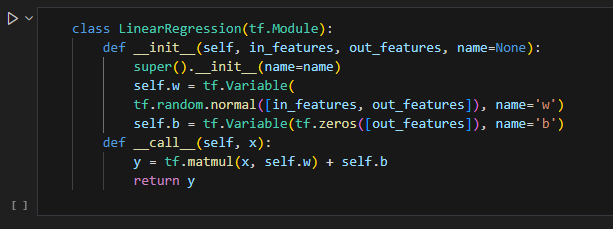 class LinearRegression(tf.Module):
    def __init__(self, in_features, out_features, name=None):
        super().__init__(name=name)
        self.w = tf.Variable(
        tf.random.normal([in_features, out_features]), name='w')
        self.b = tf.Variable(tf.zeros([out_features]), name='b')
    def __call__(self, x):
        y = tf.matmul(x, self.w) + self.b
        return y
[ ]